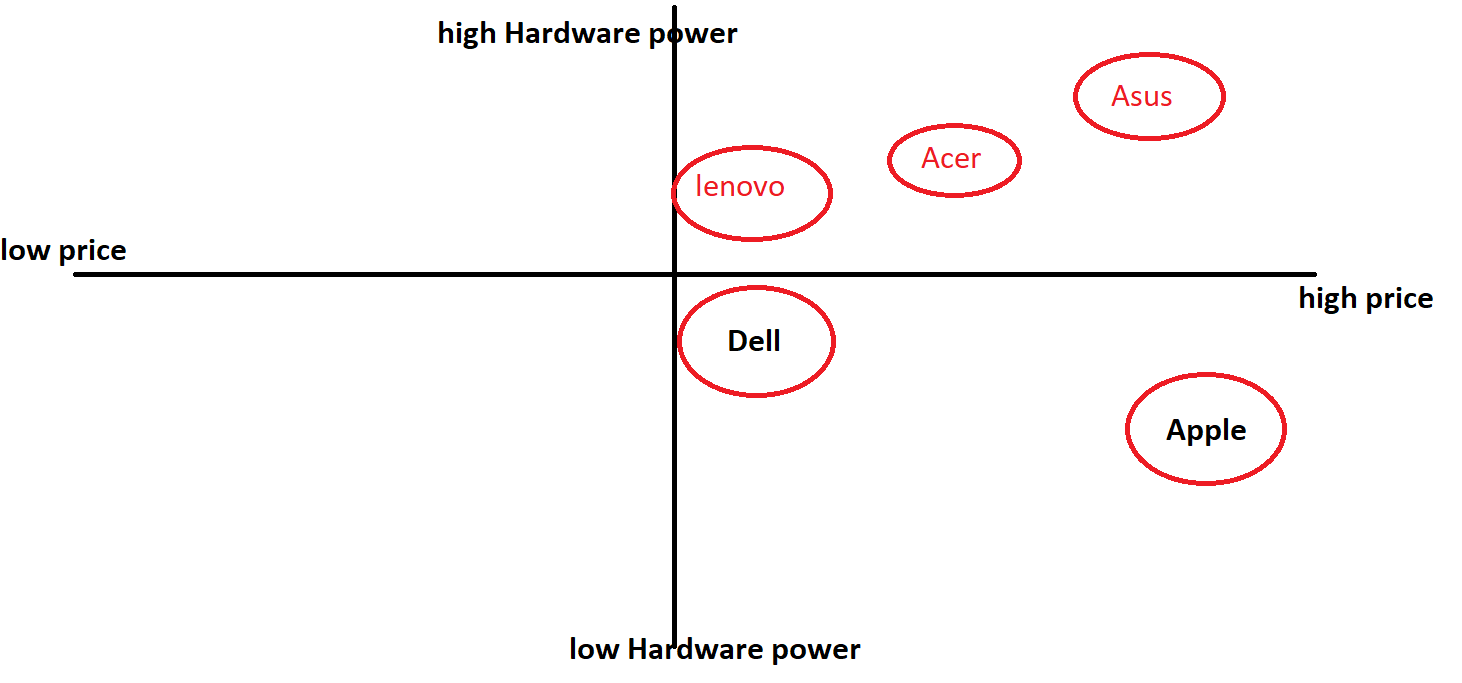 high Hardware power
Asus
Acer
lenovo
low price
high price
Dell
Apple
low Hardware power